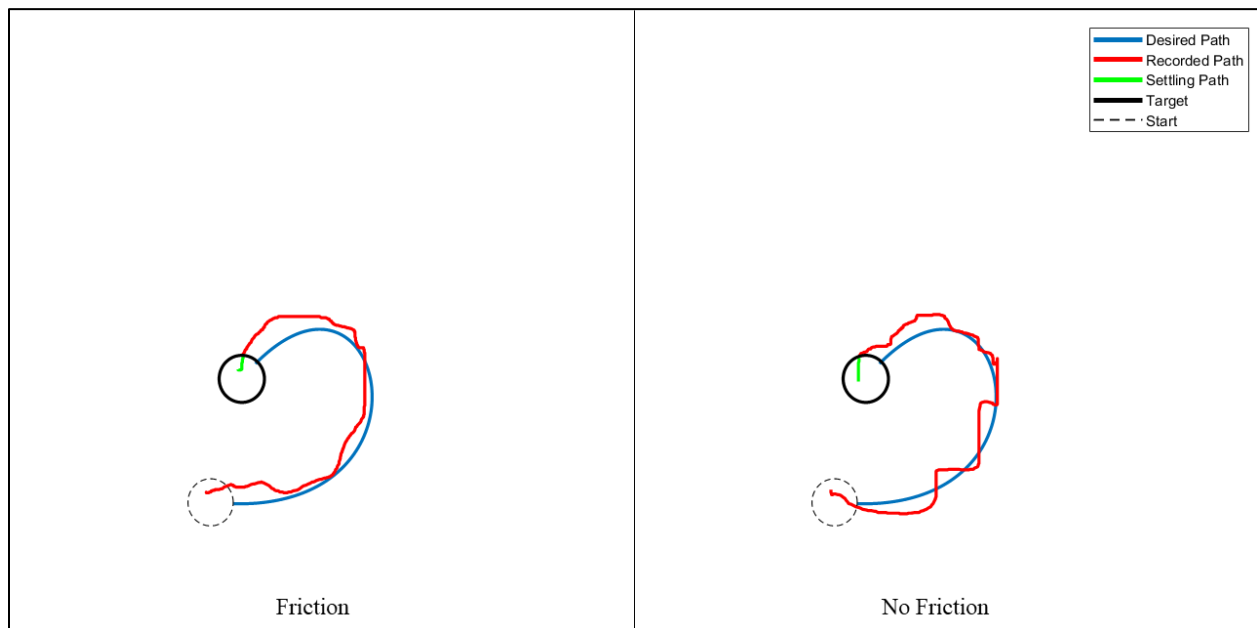 Desired Path
Recorded Path
Settling Path
Target
Start
Friction
No Friction